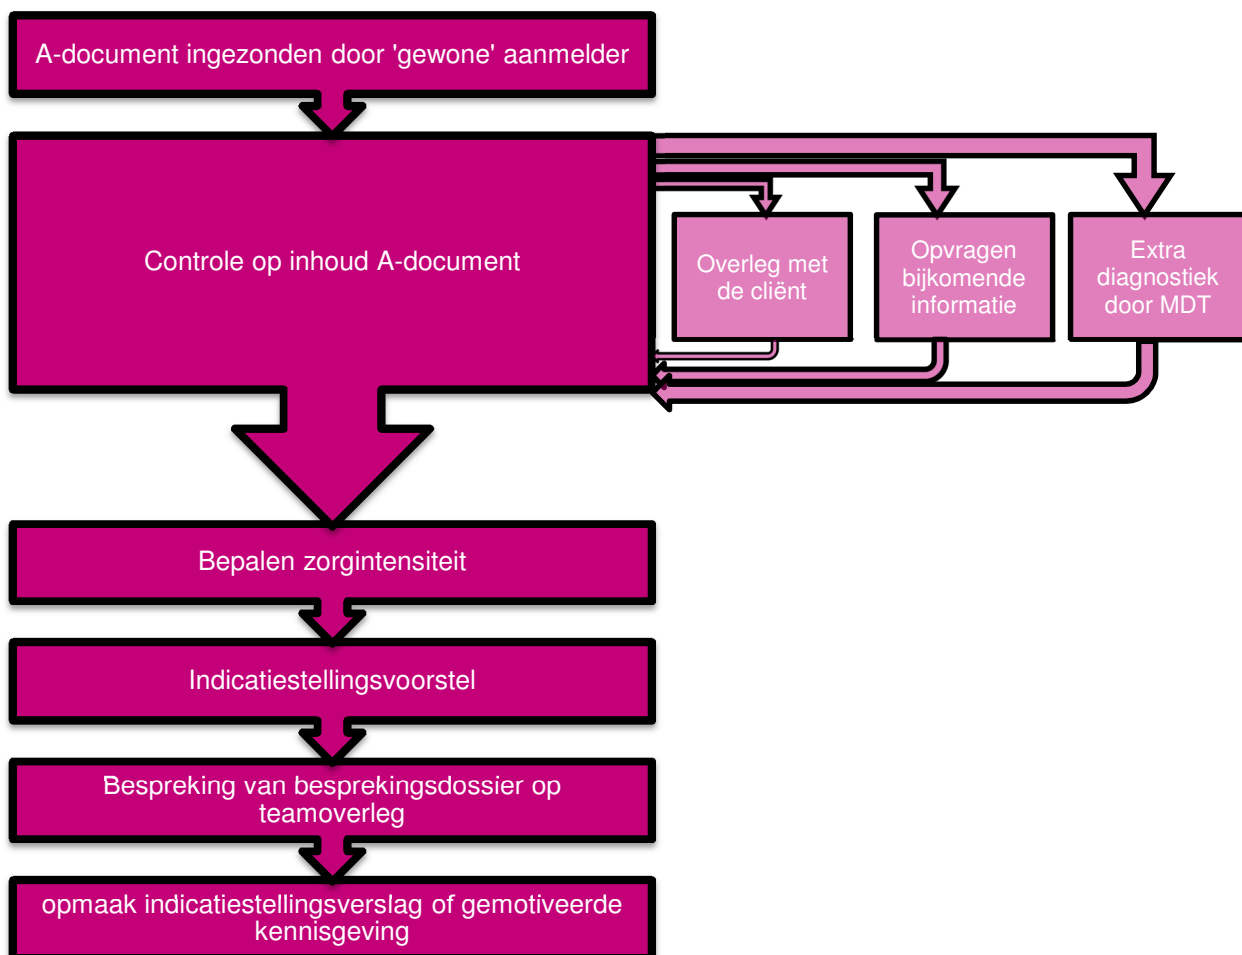 A-document ingezonden door 'gewone' aanmelder
Controle op inhoud A-document
Overleg met
de cliënt
Opvragen
bijkomende
informatie
Extra
diagnostiek
door MDT
Bepalen zorgintensiteit
Indicatiestellingsvoorstel
Bespreking van besprekingsdossier op
teamoverleg
opmaak indicatiestellingsverslag of gemotiveerde
kennisgeving